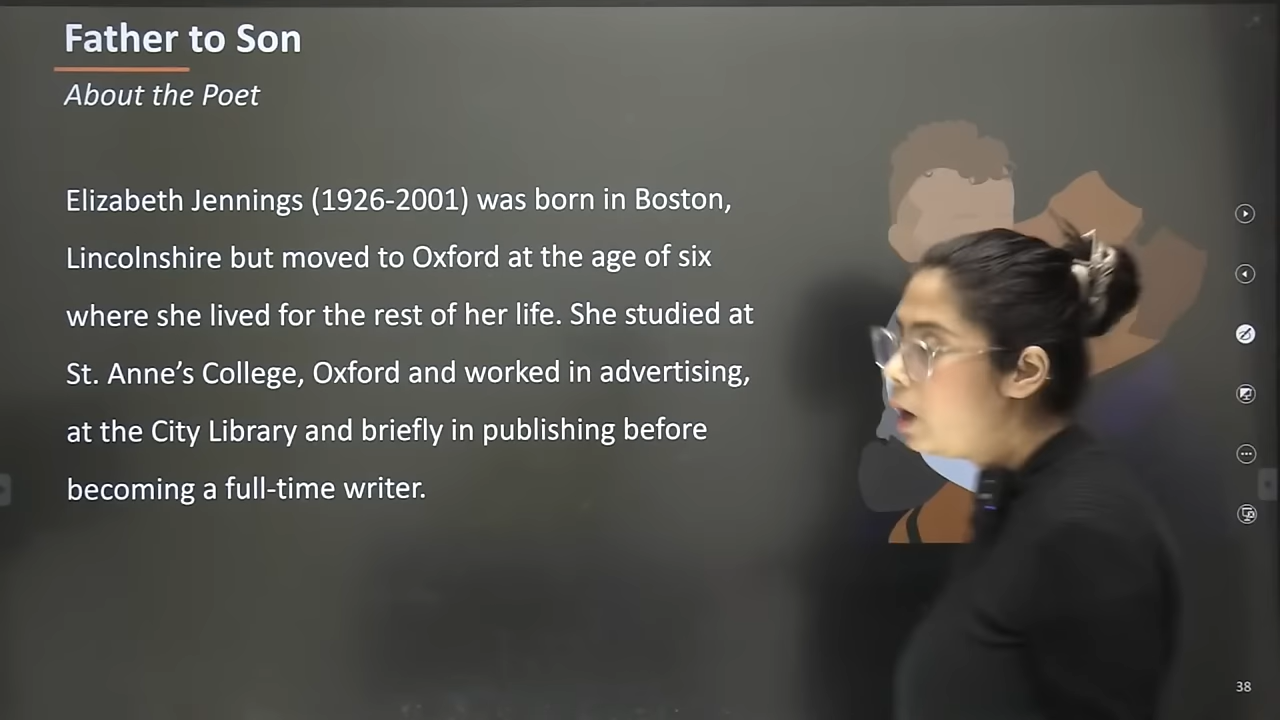 Father to Son
About the Poet
Elizabeth Jennings (1926-2001) was born in Boston,
Lincolnshire but moved to Oxford at the age of six
where she lived for the rest of her life. She studied at
St. Anne's College, Oxford and worked in advertising,
at the City Library and briefly in publishing before
becoming a full-time writer.
38